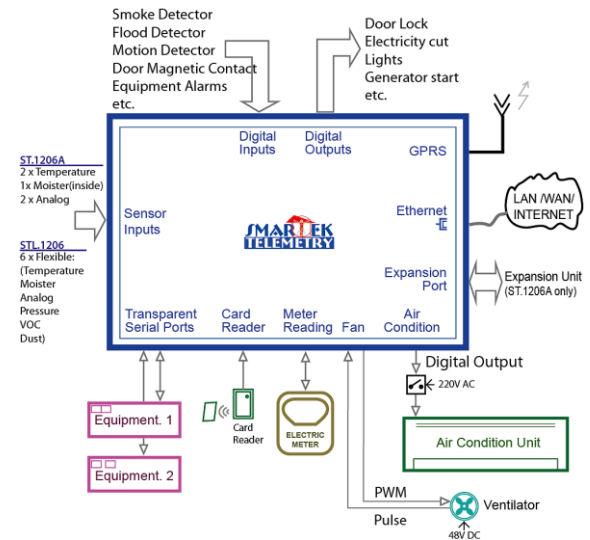 Smoke Detector
Flood Detector
Motion Detector
Door Magnetic Contact
Equipment Alarms
etc.
Door Lock
Electricity cut
Lights
Generator start
etc.
Digital
Inputs
Digital
Outputs
GPRS
ST.1206A
2 x Temperature
1x Moister(inside)
2 x Analog
STL.1206
6 x Flexible:
(Temperature
Moister
Analog
Pressure
VOC
Dust)
Sensor
Inputs
SMARTEK
TELEMETRY
Ethernet
LAN /WAN/
INTERNET
Expansion
Port
Expansion Unit
(ST.1206A only)
Transparent
Serial Ports
Card
Reader
Meter
Reading
Fan
Air
Condition
Digital Output
220V AC
Equipment. 1
Equipment. 2
Card
Reader
ELECTRIC
METER
Air Condition Unit
PWM
Pulse
Ventilator
48V DC